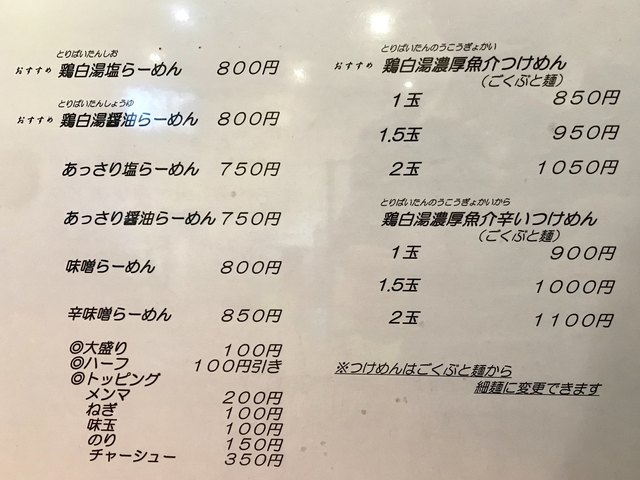 とりぱいたんしお
おすすめ 鶏白湯塩らーめん 800円
とりぱいたんしょうゆ
おすすめ 鶏白湯醤油らーめん 800円
あっさり塩らーめん 750円
あっさり醤油らーめん 750円
味噌らーめん 800円
辛味噌らーめん 850円
◎大盛り 100円
◎ハーフ 100円引き
◎トッピング
メンマ 200円
ねぎ 100円
味玉 100円
のり 150円
チャーシュー 350円
とりぱいたんのうこうぎょかい
おすすめ 鶏白湯濃厚魚介つけめん
(ごくぶと麺)
1玉 850円
1.5玉 950円
2玉 1050円
とりぱいたんのうこうぎょかいから
鶏白湯濃厚魚介辛いつけめん
(ごくぶと麺)
1玉 900円
1.5玉 1000円
2玉 1100円
※つけめんはごくぶと麺から
細麺に変更できます